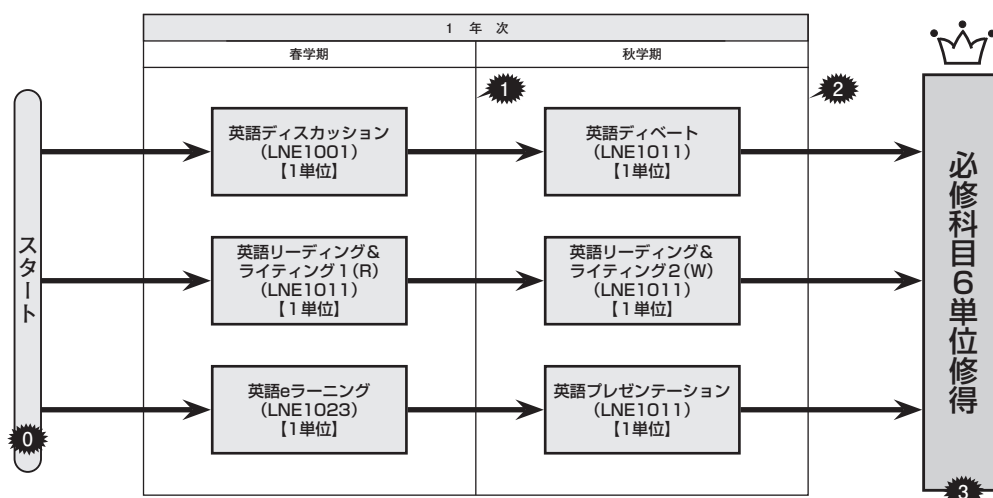 1 年 次
春学期
秋学期
1
2
スタート
0
英語ディスカッション
(LNE1001)
【1単位】
英語ディベート
(LNE1011)
【1単位】
英語リーディング&
ライティング1(R)
(LNE1011)
【1単位】
英語リーディング&
ライティング2(W)
(LNE1011)
【1単位】
英語eラーニング
(LNE1023)
【1単位】
英語プレゼンテーション
(LNE1011)
【1単位】
必修科目6単位修得
3